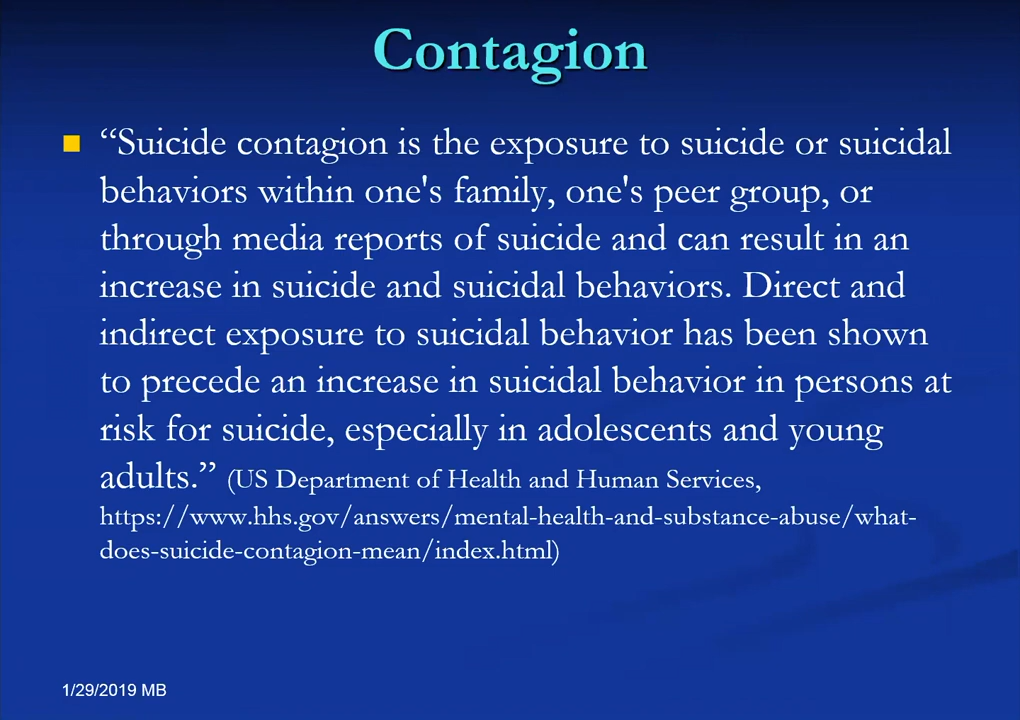 Contagion
“Suicide contagion is the exposure to suicide or suicidal
behaviors within one's family, one's peer group, or
through media reports of suicide and can result in an
increase in suicide and suicidal behaviors. Direct and
indirect exposure to suicidal behavior has been shown
to precede an increase in suicidal behavior in persons at
risk for suicide, especially in adolescents and young
adults.” (US Department of Health and Human Services,
https://www.hhs.gov/answers/mental-health-and-substance-abuse/what-
does-suicide-contagion-mean/index.html)
1/29/2019 MB